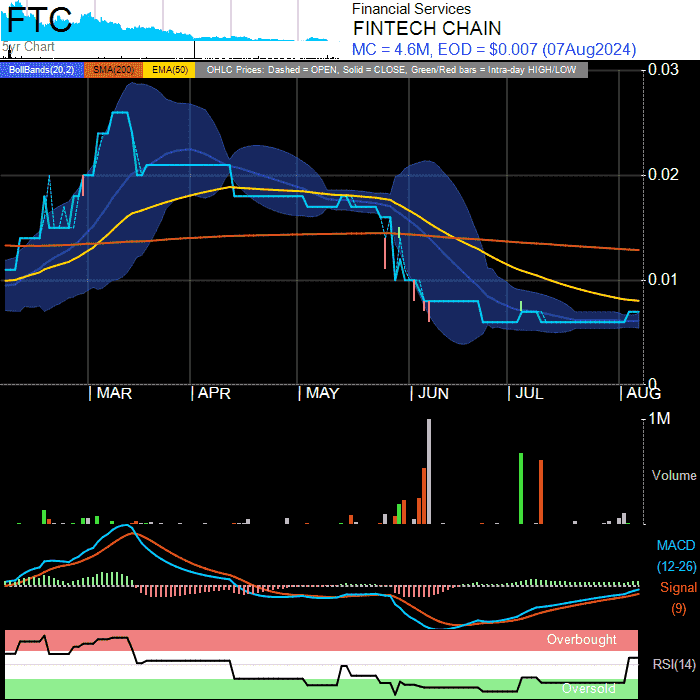 FTC
5yr Chart
Financial Services
FINTECH CHAIN
MC = 4.6M, EOD = $0.007 (07Aug2024)
BollBands(20,2) SMA(200) EMA(50) OHLC Prices: Dashed = OPEN, Solid = CLOSE, Green/Red bars = Intra-day HIGH/LOW
0.03
0.02
0.01
0
| MAR | APR | MAY | JUN | JUL | AUG
1M
Volume
MACD
(12-26)
Signal
(9)
Overbought
RSI(14)
Oversold